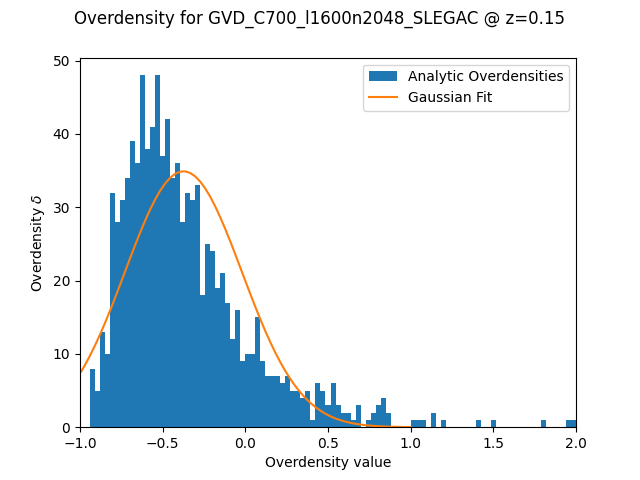 Overdensity for GVD_C700_l1600n2048_SLEGAC @ z=0.15
Analytic Overdensities
Gaussian Fit
Overdensity δ
50
40
30
20
10
0
−1.0 −0.5 0.0 0.5 1.0 1.5 2.0
Overdensity value